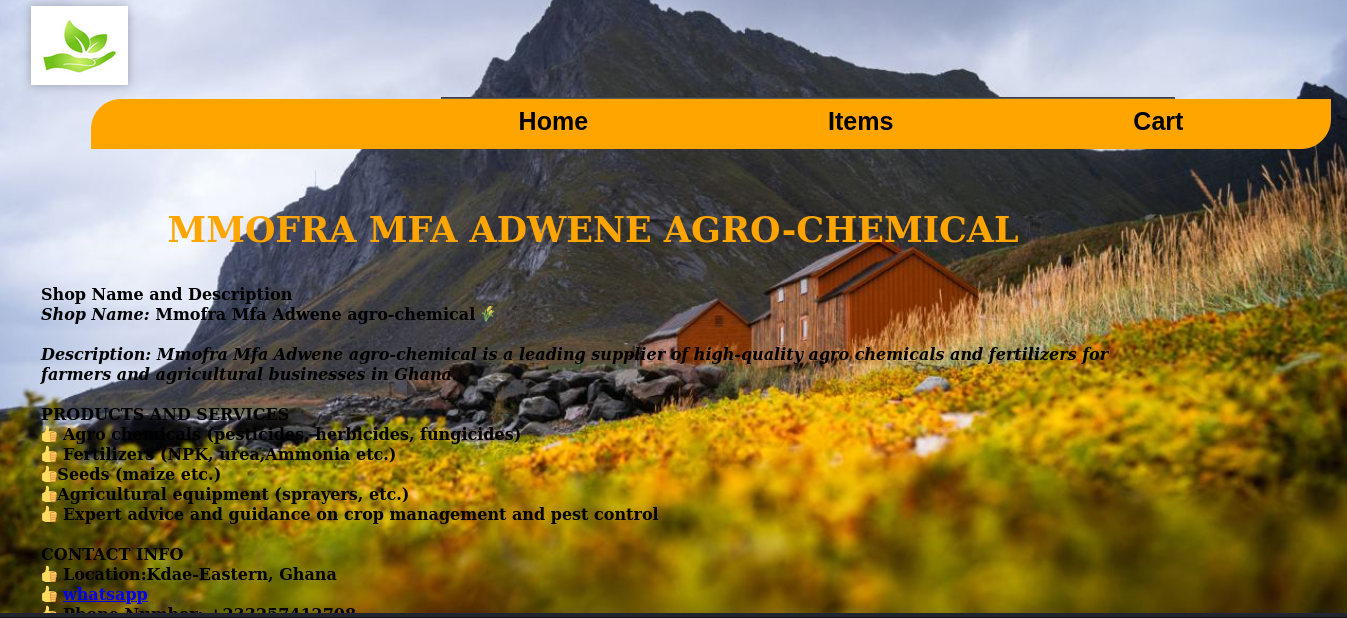 Home Items Cart
MMOFRA MFA ADWENE AGRO-CHEMICAL
Shop Name and Description
Shop Name: Mmofra Mfa Adwene agro-chemical 🌾
Description: Mmofra Mfa Adwene agro-chemical is a leading supplier of high-quality agro chemicals and fertilizers for
farmers and agricultural businesses in Ghana.
PRODUCTS AND SERVICES
👍 Agro chemicals (pesticides, herbicides, fungicides)
👍 Fertilizers (NPK, urea,Ammonia etc.)
👍Seeds (maize etc.)
👍Agricultural equipment (sprayers, etc.)
👍 Expert advice and guidance on crop management and pest control
CONTACT INFO
👍 Location:Kdae-Eastern, Ghana
👍 whatsapp
👍 Phone Number: +233257412708